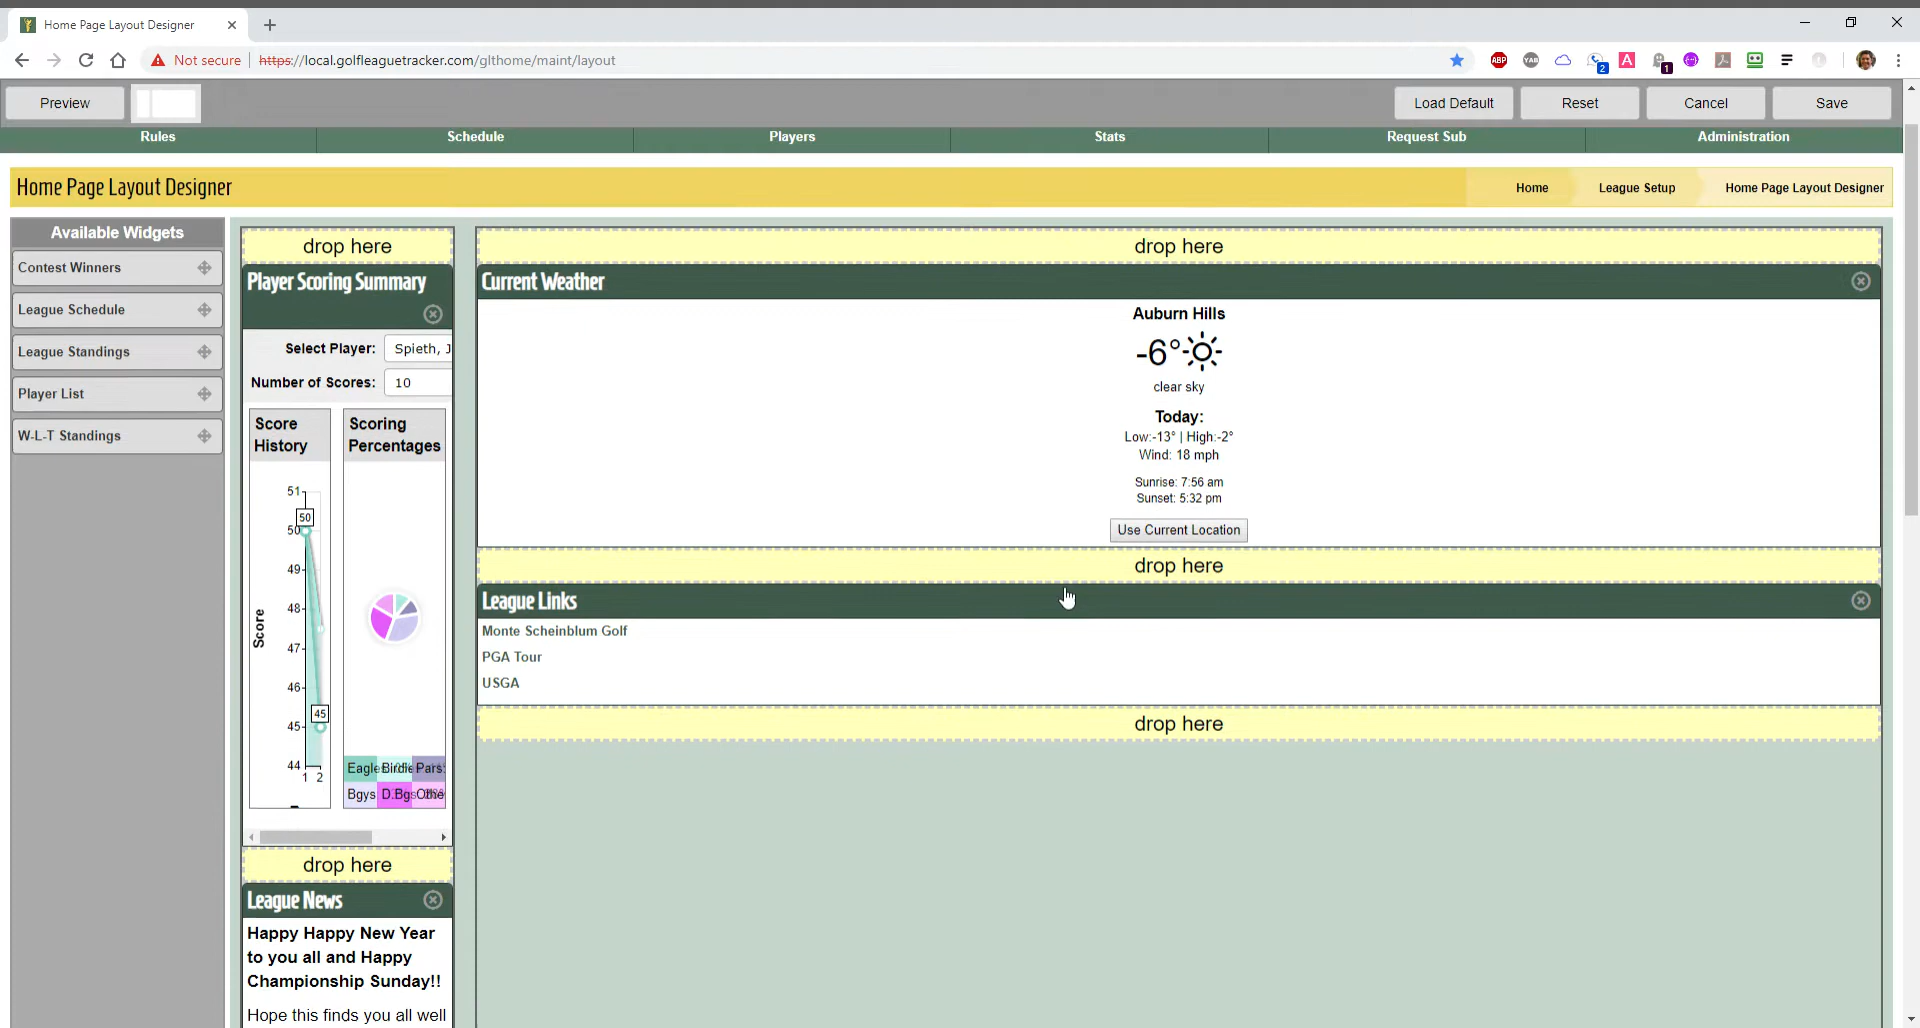 Home Page Layout Designer
Not secure https://local.golfleaguetracker.com/glthome/maint/layout
ABP YAB 2 A 1
Preview Load Default Reset Cancel Save
Rules Schedule Players Stats Request Sub Administration
Home Page Layout Designer Home League Setup Home Page Layout Designer
Available Widgets
Contest Winners
League Schedule
League Standings
Player List
W-L-T Standings
drop here
Player Scoring Summary
Select Player: Spieth, J
Number of Scores: 10
Score
History
Scoring
Percentages
51
50
50
49
48
47
46
45
45
44
1 2
Score
Eagle Birdie Pars:
Bgys D.Bgs Othe
drop here
League News
Happy Happy New Year
to you all and Happy
Championship Sunday!!
Hope this finds you all well
drop here
Current Weather
Auburn Hills
-6°
clear sky
Today:
Low:-13° | High:-2°
Wind: 18 mph
Sunrise: 7:56 am
Sunset: 5:32 pm
Use Current Location
drop here
League Links
Monte Scheinblum Golf
PGA Tour
USGA
drop here